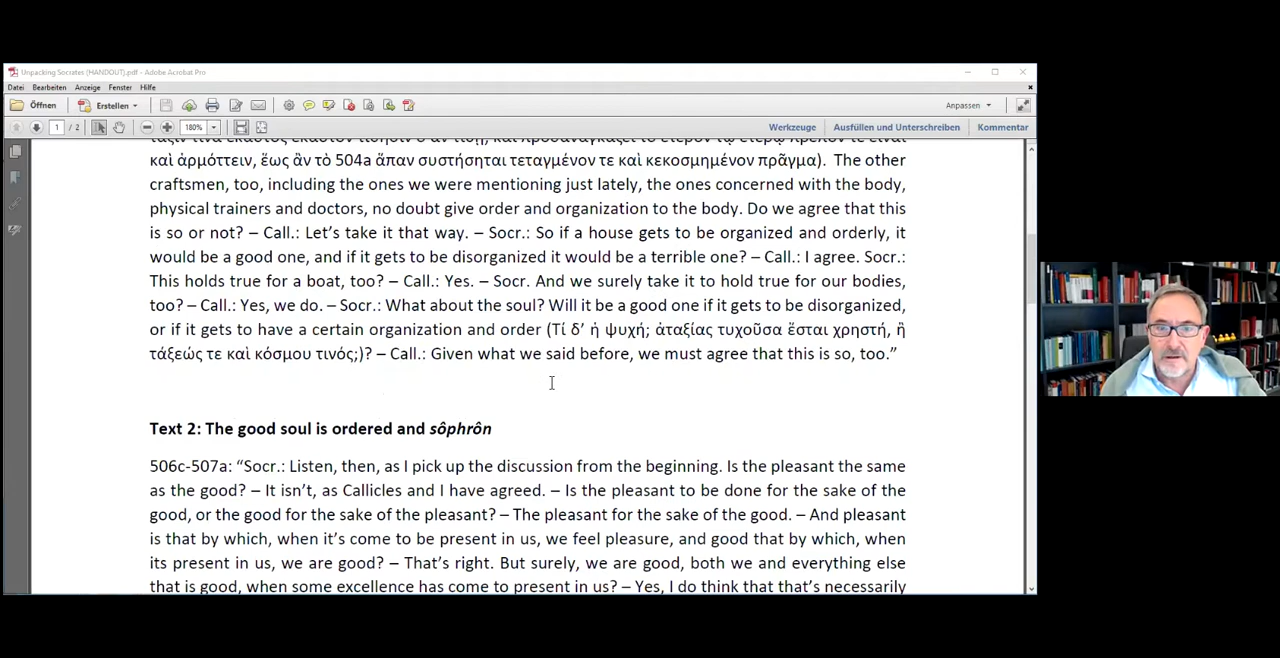 Unpacking Socrates (HANDOUT).pdf - Adobe Acrobat Pro
Datei Bearbeiten Anzeige Fenster Hilfe
Öffnen Erstellen Anpassen
1 / 2 180% Werkzeuge Ausfüllen und Unterschreiben Kommentar
καὶ ἁρμόττειν, ἕως ἂν τὸ 504a ἅπαν συστήσηται τεταγμένον τε καὶ κεκοσμημένον πρᾶγμα). The other
craftsmen, too, including the ones we were mentioning just lately, the ones concerned with the body,
physical trainers and doctors, no doubt give order and organization to the body. Do we agree that this
is so or not? – Call.: Let's take it that way. – Socr.: So if a house gets to be organized and orderly, it
would be a good one, and if it gets to be disorganized it would be a terrible one? – Call.: I agree. Socr.:
This holds true for a boat, too? – Call.: Yes. – Socr. And we surely take it to hold true for our bodies,
too? – Call.: Yes, we do. – Socr.: What about the soul? Will it be a good one if it gets to be disorganized,
or if it gets to have a certain organization and order (Τί δ' ἡ ψυχή; ἀταξίας τυχοῦσα ἔσται χρηστή, ἢ
τάξεώς τε καὶ κόσμου τινός;)? – Call.: Given what we said before, we must agree that this is so, too.”
Text 2: The good soul is ordered and sôphrôn
506c-507a: “Socr.: Listen, then, as I pick up the discussion from the beginning. Is the pleasant the same
as the good? – It isn't, as Callicles and I have agreed. – Is the pleasant to be done for the sake of the
good, or the good for the sake of the pleasant? – The pleasant for the sake of the good. – And pleasant
is that by which, when it's come to be present in us, we feel pleasure, and good that by which, when
its present in us, we are good? – That's right. But surely, we are good, both we and everything else
that is good, when some excellence has come to present in us? – Yes, I do think that that's necessarily